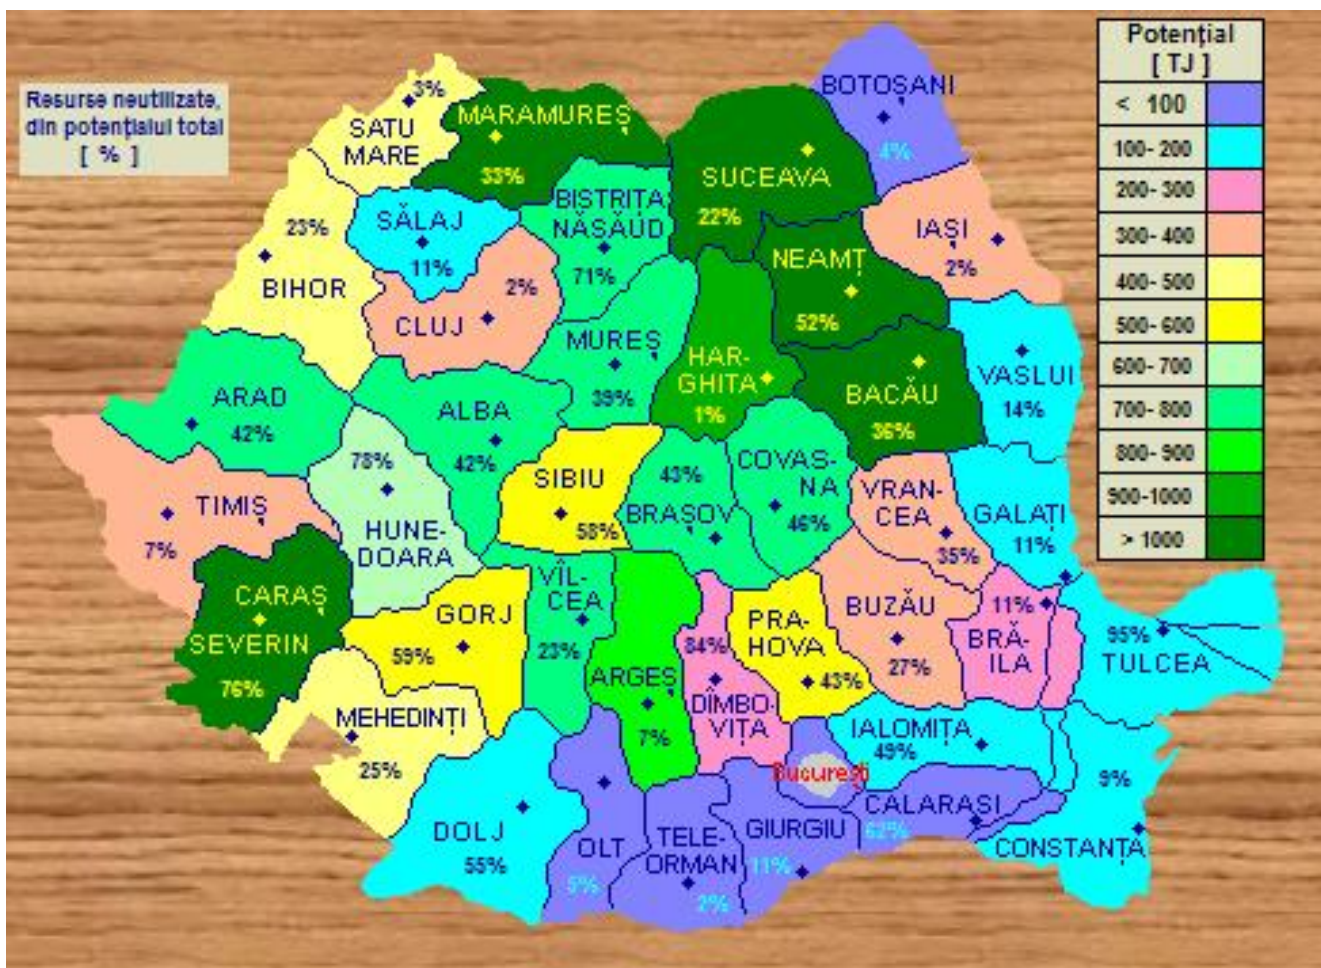 Resurse neutilizate,
din potențialul total
[ % ]
Potențial
[ TJ ]
< 100
100- 200
200- 300
300- 400
400- 500
500- 600
600- 700
700- 800
800- 900
900-1000
> 1000
3%
SATU
MARE
MARAMUREȘ
33%
BOTOȘANI
4%
SUCEAVA
22%
BISTRIȚA
NĂSĂUD
71%
SĂLAJ
11%
23%
BIHOR
IAȘI
2%
NEAMȚ
52%
2%
CLUJ
MUREȘ
39%
HAR-
GHITA
1%
BACĂU
36%
VASLUI
14%
ARAD
42%
ALBA
42%
78%
HUNE-
DOARA
SIBIU
58%
43%
BRAȘOV
COVAS-
NA
46%
VRAN-
CEA
35%
GALAȚI
11%
TIMIȘ
7%
CARAȘ
SEVERIN
76%
GORJ
59%
VÎL-
CEA
23%
ARGEȘ
7%
84%
DÎMBO-
VIȚA
PRA-
HOVA
43%
BUZĂU
27%
11%
BRĂ-
ILA
95%
TULCEA
MEHEDINȚI
25%
IALOMIȚA
49%
București
CALARASI
62%
9%
CONSTANȚA
DOLJ
55%
OLT
5%
TELE-
ORMAN
2%
GIURGIU
11%